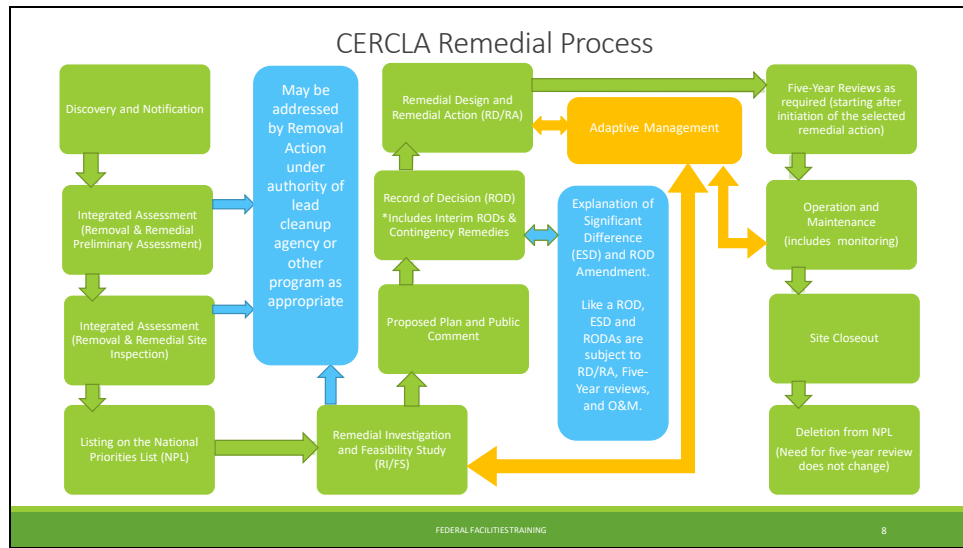 CERCLA Remedial Process
Discovery and Notification
Integrated Assessment
(Removal & Remedial
Preliminary Assessment)
Integrated Assessment
(Removal & Remedial Site
Inspection)
Listing on the National
Priorities List (NPL)
May be
addressed
by Removal
Action
under
authority of
lead
cleanup
agency or
other
program as
appropriate
Remedial Investigation
and Feasibility Study
(RI/FS)
Proposed Plan and Public
Comment
Record of Decision (ROD)
*Includes Interim RODs &
Contingency Remedies
Remedial Design and
Remedial Action (RD/RA)
Adaptive Management
Explanation of
Significant
Difference
(ESD) and ROD
Amendment.
Like a ROD,
ESD and
RODAs are
subject to
RD/RA, Five-
Year reviews,
and O&M.
Five-Year Reviews as
required (starting after
initiation of the selected
remedial action)
Operation and
Maintenance
(includes monitoring)
Site Closeout
Deletion from NPL
(Need for five-year review
does not change)
FEDERAL FACILITIES TRAINING
8